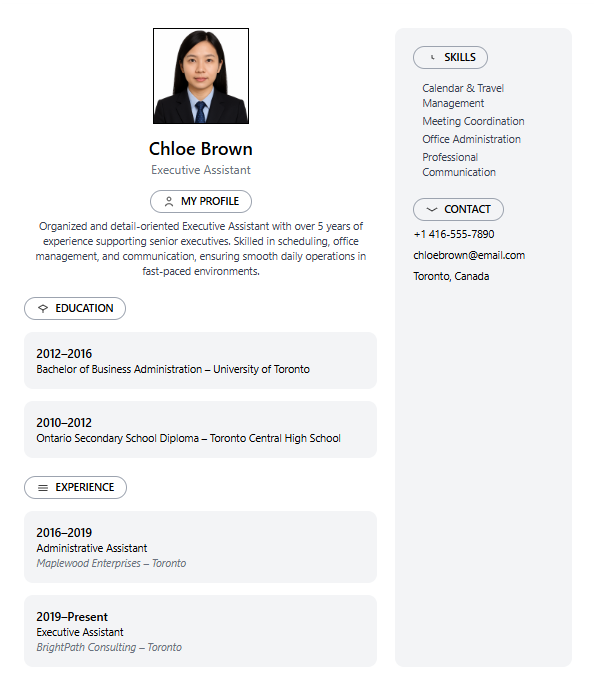 Chloe Brown
Executive Assistant
MY PROFILE
Organized and detail-oriented Executive Assistant with over 5 years of
experience supporting senior executives. Skilled in scheduling, office
management, and communication, ensuring smooth daily operations in
fast-paced environments.
EDUCATION
2012–2016
Bachelor of Business Administration – University of Toronto
2010–2012
Ontario Secondary School Diploma – Toronto Central High School
EXPERIENCE
2016–2019
Administrative Assistant
Maplewood Enterprises – Toronto
2019–Present
Executive Assistant
BrightPath Consulting – Toronto
SKILLS
Calendar & Travel
Management
Meeting Coordination
Office Administration
Professional
Communication
CONTACT
+1 416-555-7890
chloebrown@email.com
Toronto, Canada